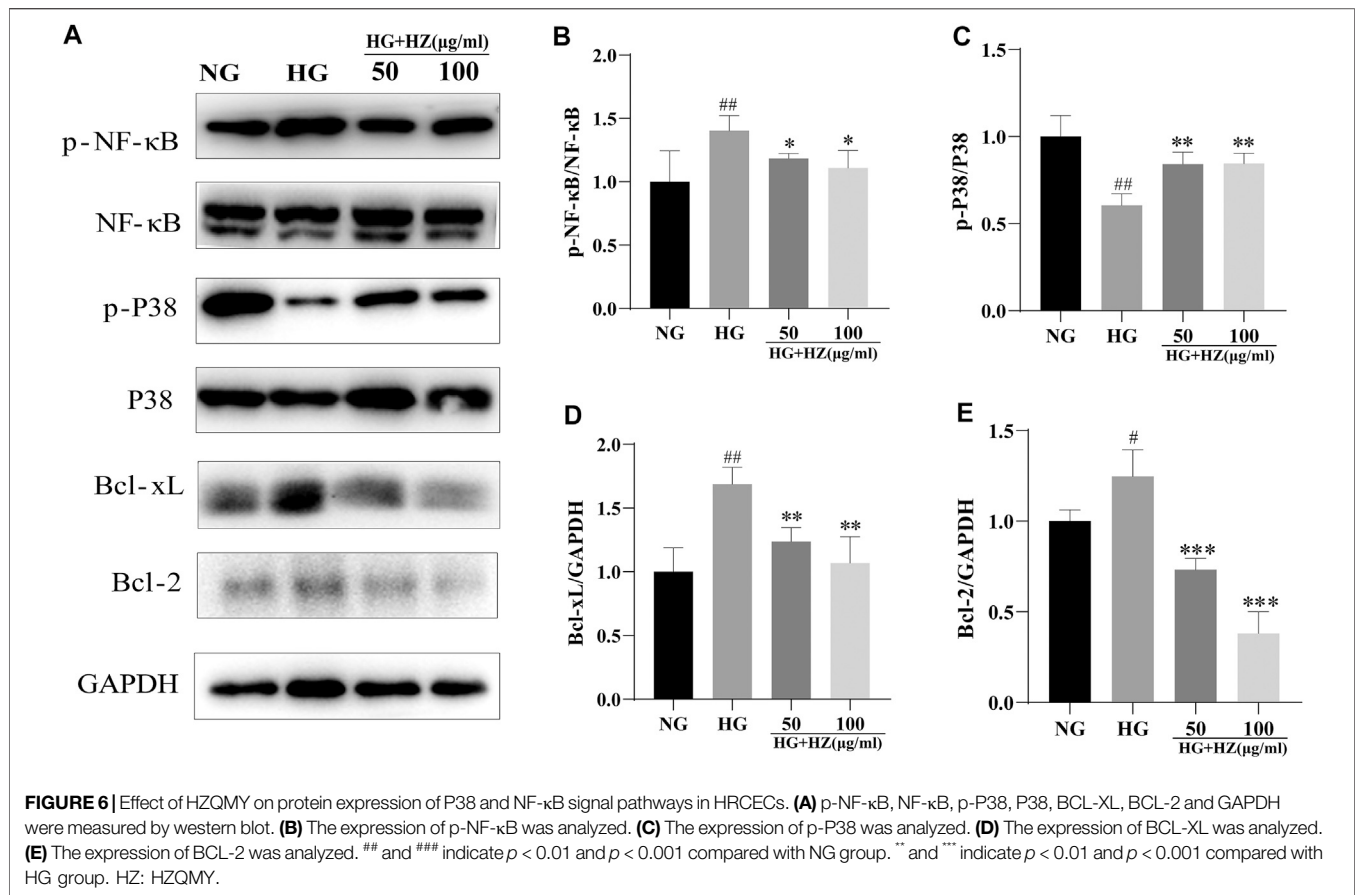 A
HG+HZ(μg/ml)
NG HG 50 100
p-NF-κB
NF-κB
p-P38
P38
Bcl-xL
Bcl-2
GAPDH
B
p-NF-κB/NF-κB
2.0
1.5
1.0
0.5
0.0
##
*
*
NG HG 50 100
HG+HZ(μg/ml)
C
p-P38/P38
1.5
1.0
0.5
0.0
##
**
**
NG HG 50 100
HG+HZ(μg/ml)
D
Bcl-xL/GAPDH
2.0
1.5
1.0
0.5
0.0
##
**
**
NG HG 50 100
HG+HZ(μg/ml)
E
Bcl-2/GAPDH
1.5
1.0
0.5
0.0
#
***
***
NG HG 50 100
HG+HZ(μg/ml)
FIGURE 6 | Effect of HZQMY on protein expression of P38 and NF-κB signal pathways in HRCECs. (A) p-NF-κB, NF-κB, p-P38, P38, BCL-XL, BCL-2 and GAPDH
were measured by western blot. (B) The expression of p-NF-κB was analyzed. (C) The expression of p-P38 was analyzed. (D) The expression of BCL-XL was analyzed.
(E) The expression of BCL-2 was analyzed. ## and ### indicate p < 0.01 and p < 0.001 compared with NG group. ** and *** indicate p < 0.01 and p < 0.001 compared with
HG group. HZ: HZQMY.